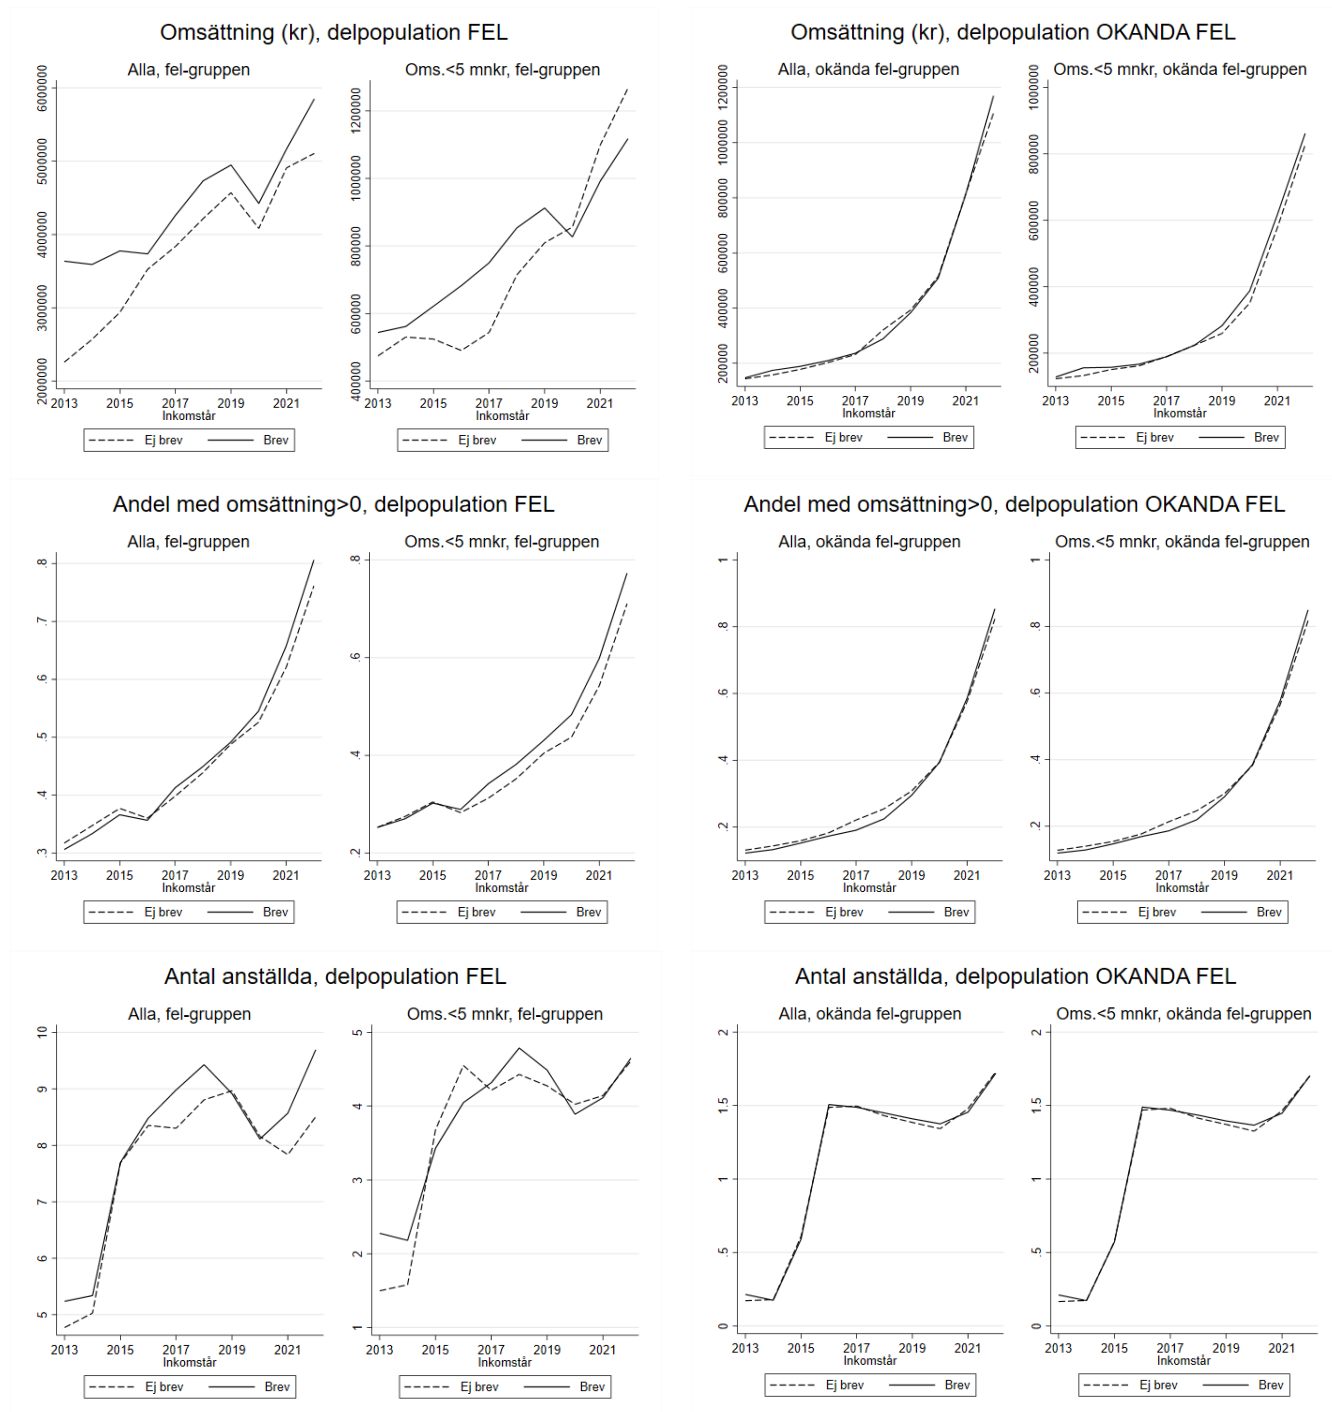 Omsättning (kr), delpopulation FEL
Alla, fel-gruppen
Oms.<5 mnkr, fel-gruppen
6000000
5000000
4000000
3000000
2000000
2013 2015 2017 2019 2021
Inkomstår
1200000
1000000
800000
600000
400000
2013 2015 2017 2019 2021
Inkomstår
Ej brev Brev
Ej brev Brev
Omsättning (kr), delpopulation OKANDA FEL
Alla, okända fel-gruppen
Oms.<5 mnkr, okända fel-gruppen
1200000
1000000
800000
600000
400000
200000
2013 2015 2017 2019 2021
Inkomstår
1000000
800000
600000
400000
200000
2013 2015 2017 2019 2021
Inkomstår
Ej brev Brev
Ej brev Brev
Andel med omsättning>0, delpopulation FEL
Alla, fel-gruppen
Oms.<5 mnkr, fel-gruppen
.8
.7
.6
.5
.4
.3
2013 2015 2017 2019 2021
Inkomstår
.8
.6
.4
.2
2013 2015 2017 2019 2021
Inkomstår
Ej brev Brev
Ej brev Brev
Andel med omsättning>0, delpopulation OKANDA FEL
Alla, okända fel-gruppen
Oms.<5 mnkr, okända fel-gruppen
1
.8
.6
.4
.2
2013 2015 2017 2019 2021
Inkomstår
1
.8
.6
.4
.2
2013 2015 2017 2019 2021
Inkomstår
Ej brev Brev
Ej brev Brev
Antal anställda, delpopulation FEL
Alla, fel-gruppen
Oms.<5 mnkr, fel-gruppen
10
9
8
7
6
5
2013 2015 2017 2019 2021
Inkomstår
5
4
3
2
1
2013 2015 2017 2019 2021
Inkomstår
Ej brev Brev
Ej brev Brev
Antal anställda, delpopulation OKANDA FEL
Alla, okända fel-gruppen
Oms.<5 mnkr, okända fel-gruppen
2
1.5
1
.5
0
2013 2015 2017 2019 2021
Inkomstår
2
1.5
1
.5
0
2013 2015 2017 2019 2021
Inkomstår
Ej brev Brev
Ej brev Brev